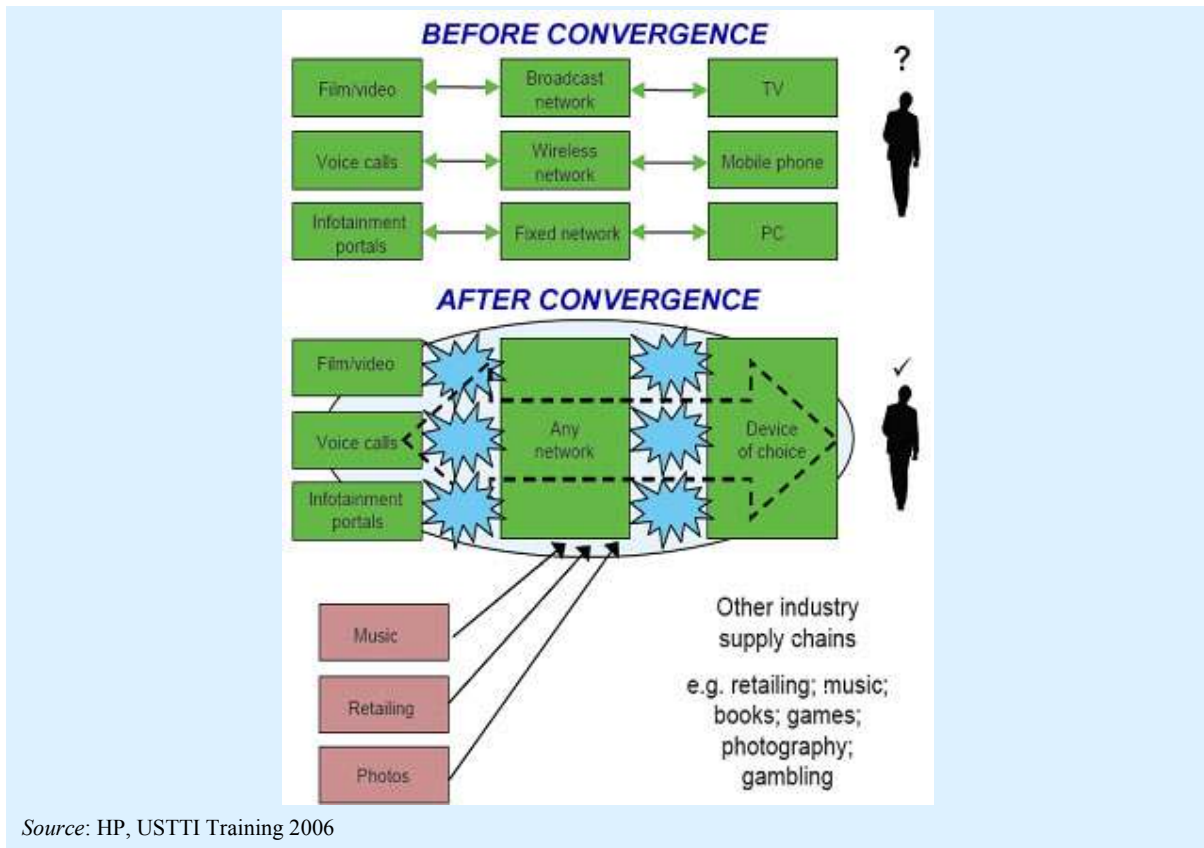 BEFORE CONVERGENCE
?
Film/video
Broadcast
network
TV
Voice calls
Wireless
network
Mobile phone
Infotainment
portals
Fixed network
PC
AFTER CONVERGENCE
Film/video
Voice calls
Infotainment
portals
Any
network
Device
of choice
✓
Music
Retailing
Photos
Other industry
supply chains
e.g. retailing; music;
books; games;
photography;
gambling
Source: HP, USTTI Training 2006